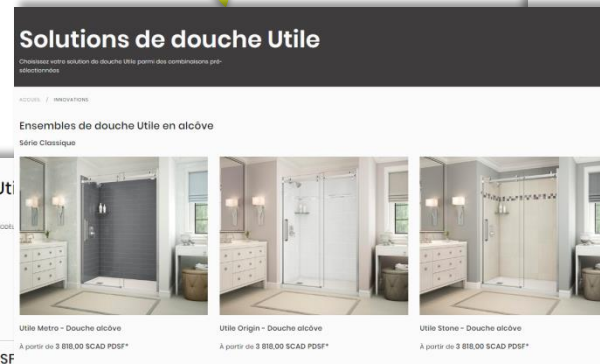 Solutions de douche Utile
Choisissez votre solution de douche Utile parmi des combinaisons pré-
sélectionnées
ACCUEIL / INNOVATIONS
Ensembles de douche Utile en alcôve
Série Classique
Uti
Utile Metro - Douche alcôve
Utile Origin - Douche alcôve
Utile Stone - Douche alcôve
À partir de 3 818,00 $CAD PDSF*
À partir de 3 818,00 $CAD PDSF*
À partir de 3 818,00 $CAD PDSF*
SF